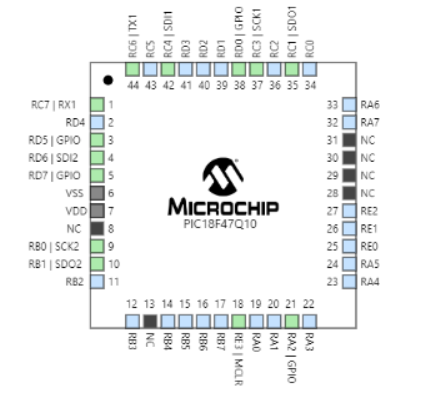 RC6 | TX1
RC5
RC4 | SDI1
RD3
RD2
RD1
RD0 | GPIO
RC3 | SCK1
RC2
RC1 | SDO1
RC0
44 43 42 41 40 39 38 37 36 35 34
RC7 | RX1 1
RD4 2
RD5 | GPIO 3
RD6 | SDI2 4
RD7 | GPIO 5
VSS 6
VDD 7
NC 8
RB0 | SCK2 9
RB1 | SDO2 10
RB2 11
MICROCHIP
PIC18F47Q10
33 RA6
32 RA7
31 NC
30 NC
29 NC
28 NC
27 RE2
26 RE1
25 RE0
24 RA5
23 RA4
12 13 14 15 16 17 18 19 20 21 22
RB3
NC
RB4
RB5
RB6
RB7
RE3 | MCLR
RA0
RA1
RA2 | GPIO
RA3